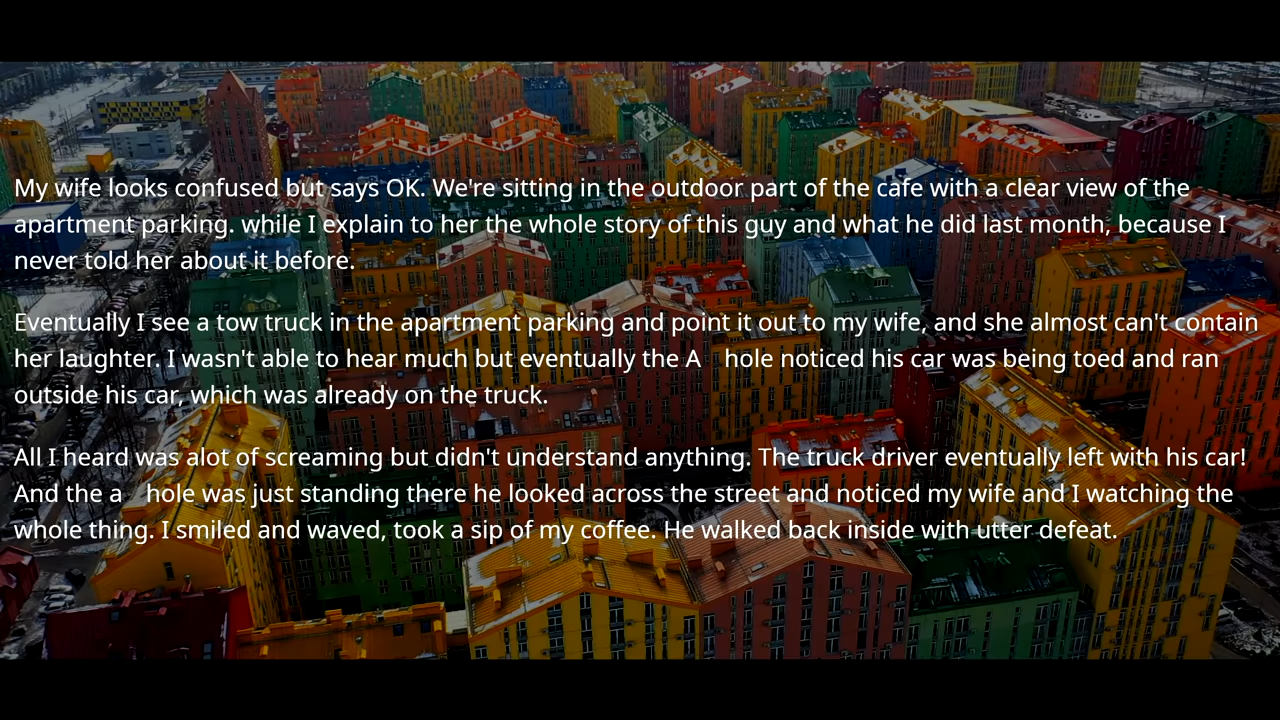 My wife looks confused but says OK. We're sitting in the outdoor part of the cafe with a clear view of the
apartment parking. while I explain to her the whole story of this guy and what he did last month, because I
never told her about it before.
Eventually I see a tow truck in the apartment parking and point it out to my wife, and she almost can't contain
her laughter. I wasn't able to hear much but eventually the A   hole noticed his car was being toed and ran
outside his car, which was already on the truck.
All I heard was alot of screaming but didn't understand anything. The truck driver eventually left with his car!
And the a   hole was just standing there he looked across the street and noticed my wife and I watching the
whole thing. I smiled and waved, took a sip of my coffee. He walked back inside with utter defeat.